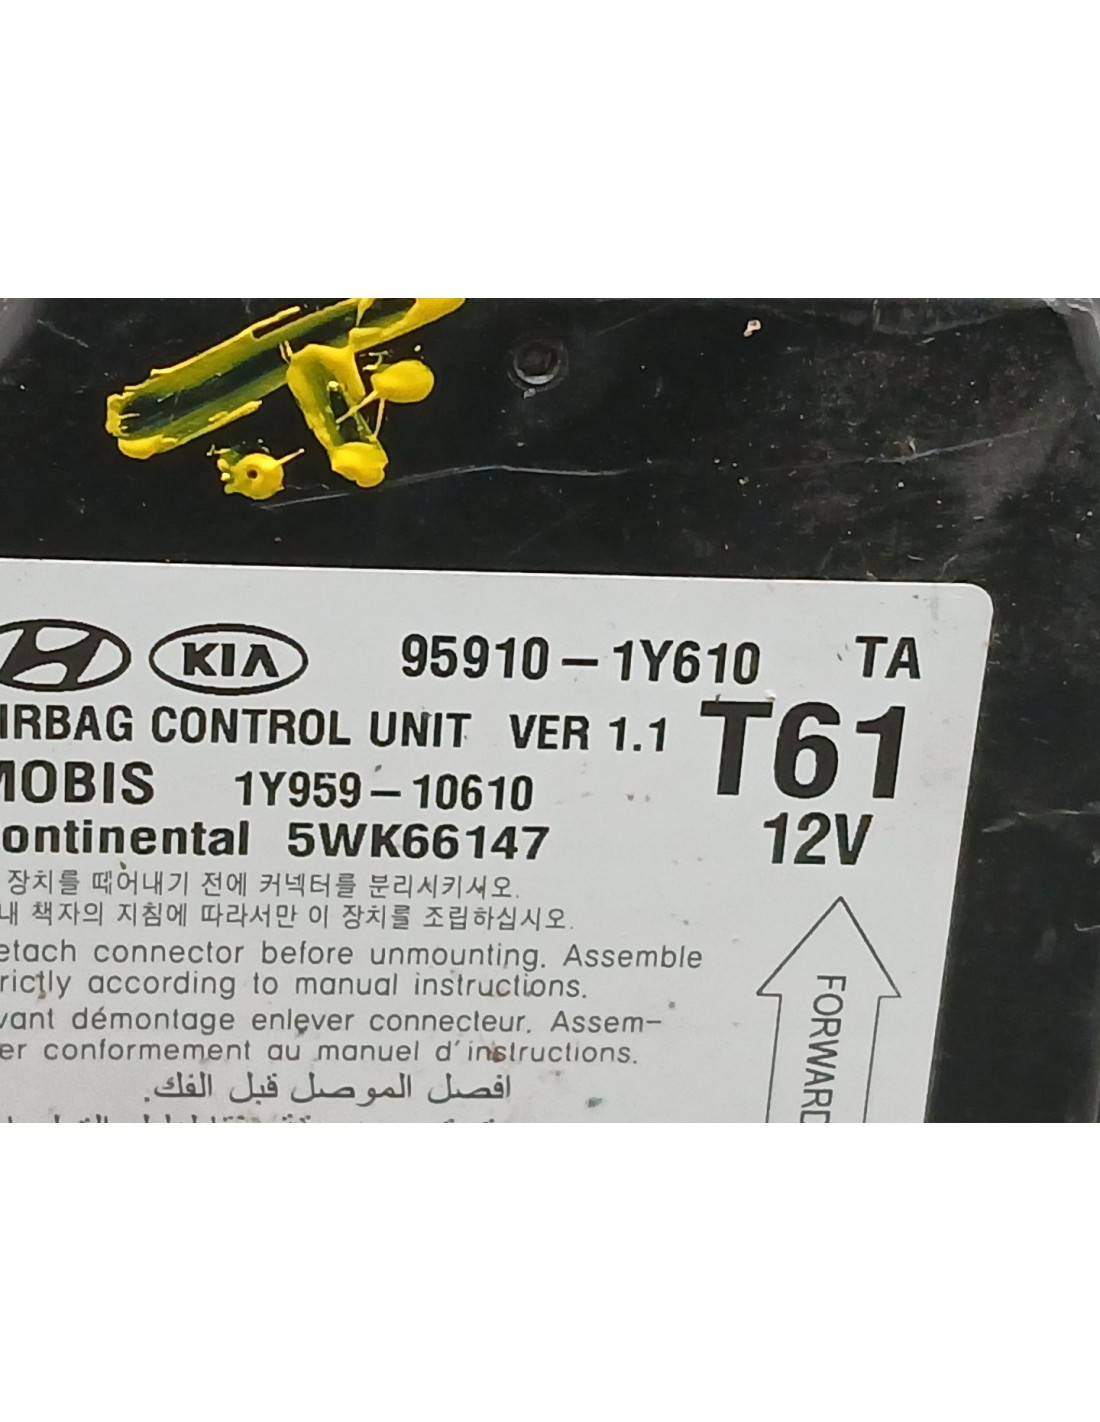 KIA 95910-1Y610 TA
IRBAG CONTROL UNIT VER 1.1 T61
MOBIS 1Y959-10610
ontinental 5WK66147 12V
장치를 떼어내기 전에 커넥터를 분리시키시오.
내 책자의 지침에 따라서만 이 장치를 조립하십시오.
etach connector before unmounting. Assemble
rictly according to manual instructions.
vant démontage enlever connecteur. Assem-
er conformement au manuel d'instructions.
افصل الموصل قبل الفك.
FORWARD